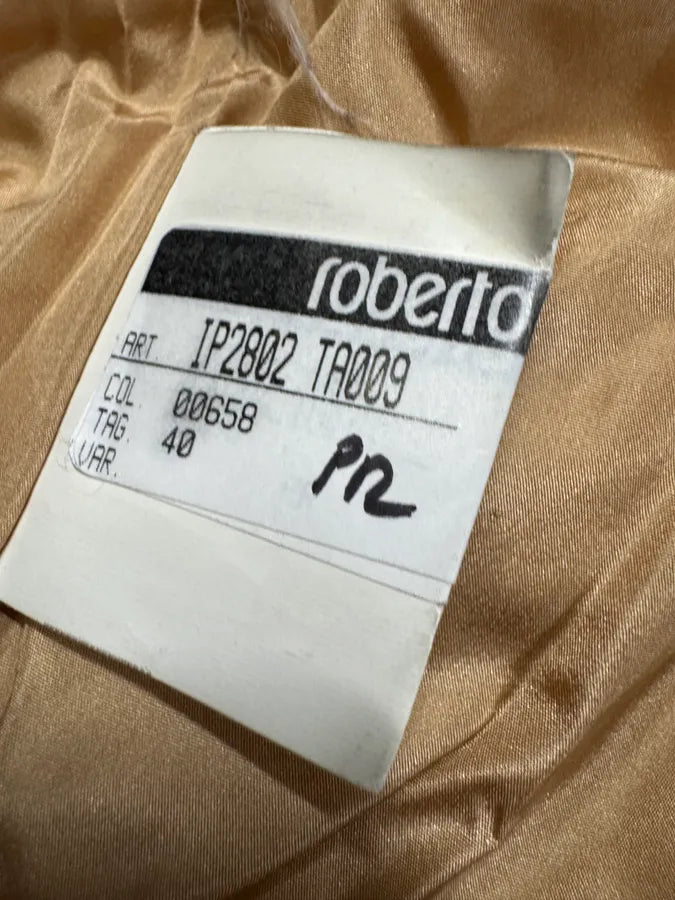 roberto
ART. IP2802 TA009
COL. 00658
TAG. 40
VAR.
PR